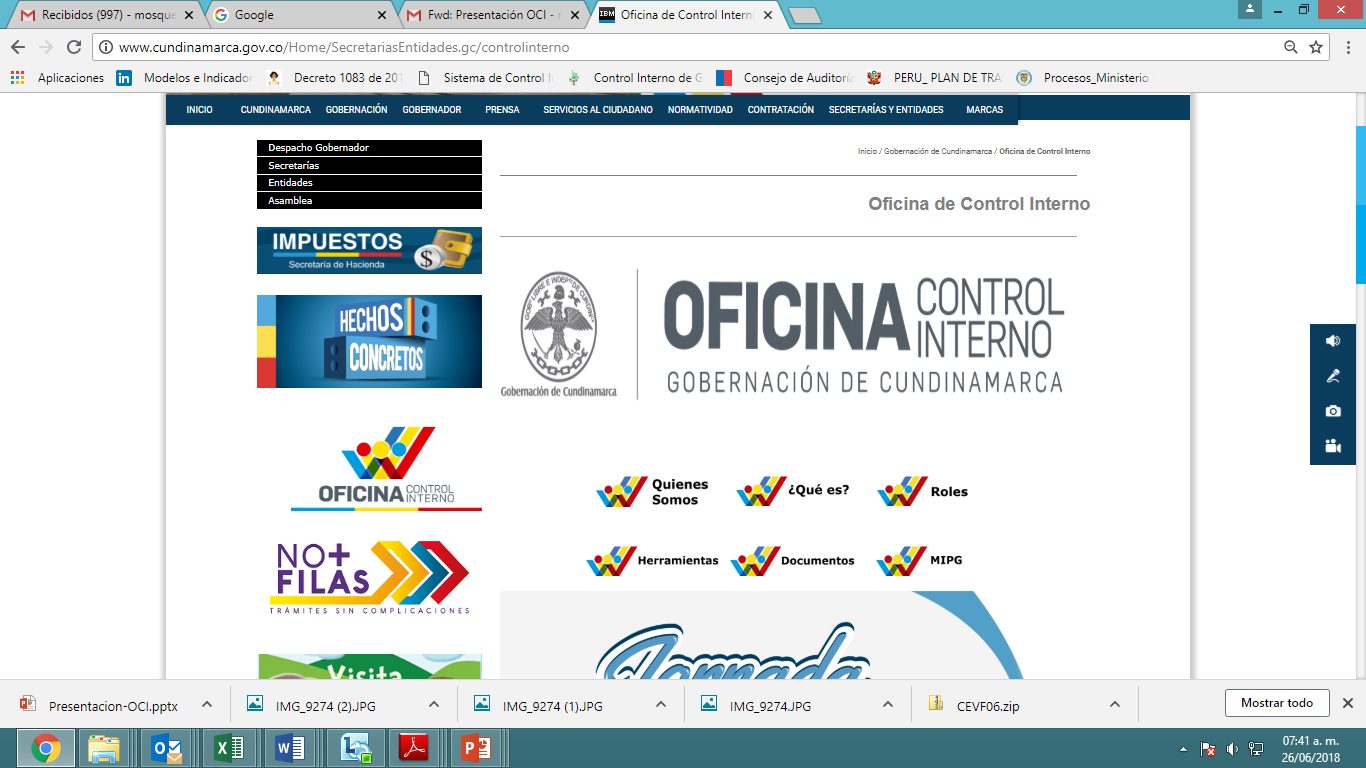 Recibidos (997) - mosque
Google
Fwd: Presentación OCI - 
Oficina de Control Intern
www.cundinamarca.gov.co/Home/SecretariasEntidades.gc/controlinterno
Aplicaciones
Modelos e Indicador
Decreto 1083 de 201
Sistema de Control I
Control Interno de G
Consejo de Auditoría
PERU_ PLAN DE TRA
Procesos_Ministerio
INICIO
CUNDINAMARCA
GOBERNACIÓN
GOBERNADOR
PRENSA
SERVICIOS AL CIUDADANO
NORMATIVIDAD
CONTRATACIÓN
SECRETARÍAS Y ENTIDADES
MARCAS
Despacho Gobernador
Secretarías
Entidades
Asamblea
Inicio / Gobernación de Cundinamarca / Oficina de Control Interno
Oficina de Control Interno
IMPUESTOS
Secretaría de Hacienda
$
HECHOS
CONCRETOS
Gobernación de Cundinamarca
OFICINA CONTROL
INTERNO
GOBERNACIÓN DE CUNDINAMARCA
OFICINA CONTROL
INTERNO
NO+
FILAS
TRÁMITES SIN COMPLICACIONES
Quienes
Somos
¿Qué es?
Roles
Herramientas
Documentos
MIPG
Visita
Jornada
Presentacion-OCI.pptx
IMG_9274 (2).JPG
IMG_9274 (1).JPG
IMG_9274.JPG
CEVF06.zip
Mostrar todo
07:41 a. m.
26/06/2018